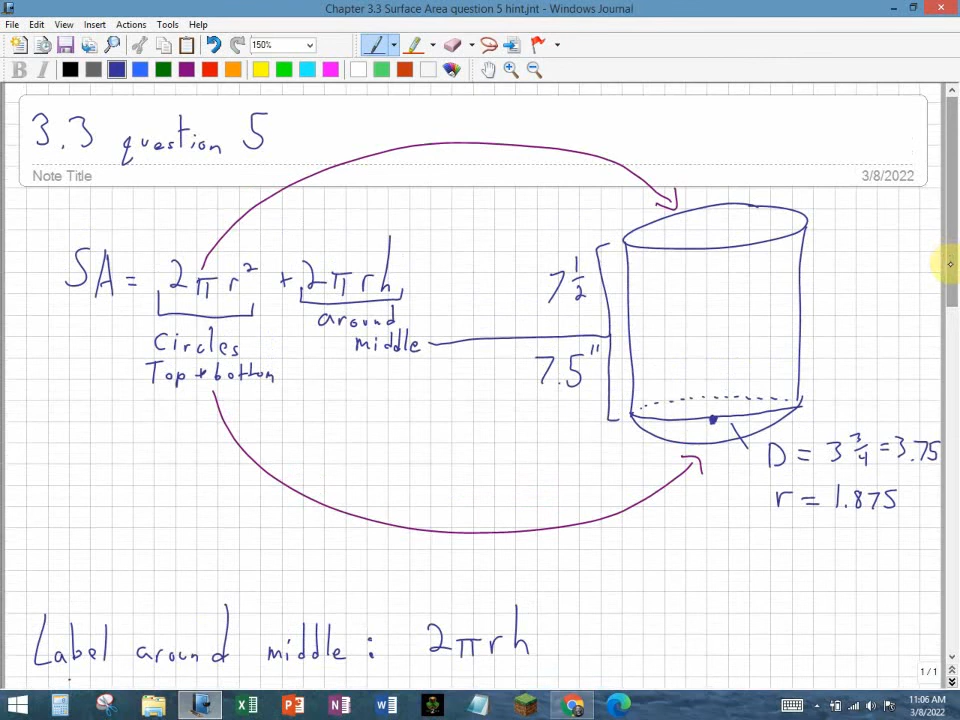 Chapter 3.3 Surface Area question 5 hint.jnt - Windows Journal
File Edit View Insert Actions Tools Help
150%
B I
3.3 question 5
Note Title 3/8/2022
SA = 2πr² + 2πrh
Circles
Top + bottom
around
middle
7 1/2
7.5"
D = 3 3/4 = 3.75
r = 1.875
Label around middle : 2πrh
1 / 1
11:06 AM
3/8/2022